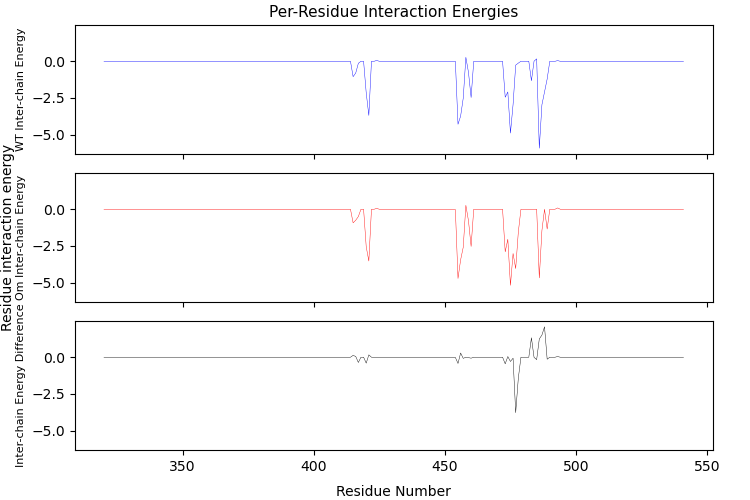 Per-Residue Interaction Energies
WT Inter-chain Energy
0.0
−2.5
−5.0
Residue interaction energy
Om Inter-chain Energy
0.0
−2.5
−5.0
Inter-chain Energy Difference
0.0
−2.5
−5.0
350 400 450 500 550
Residue Number